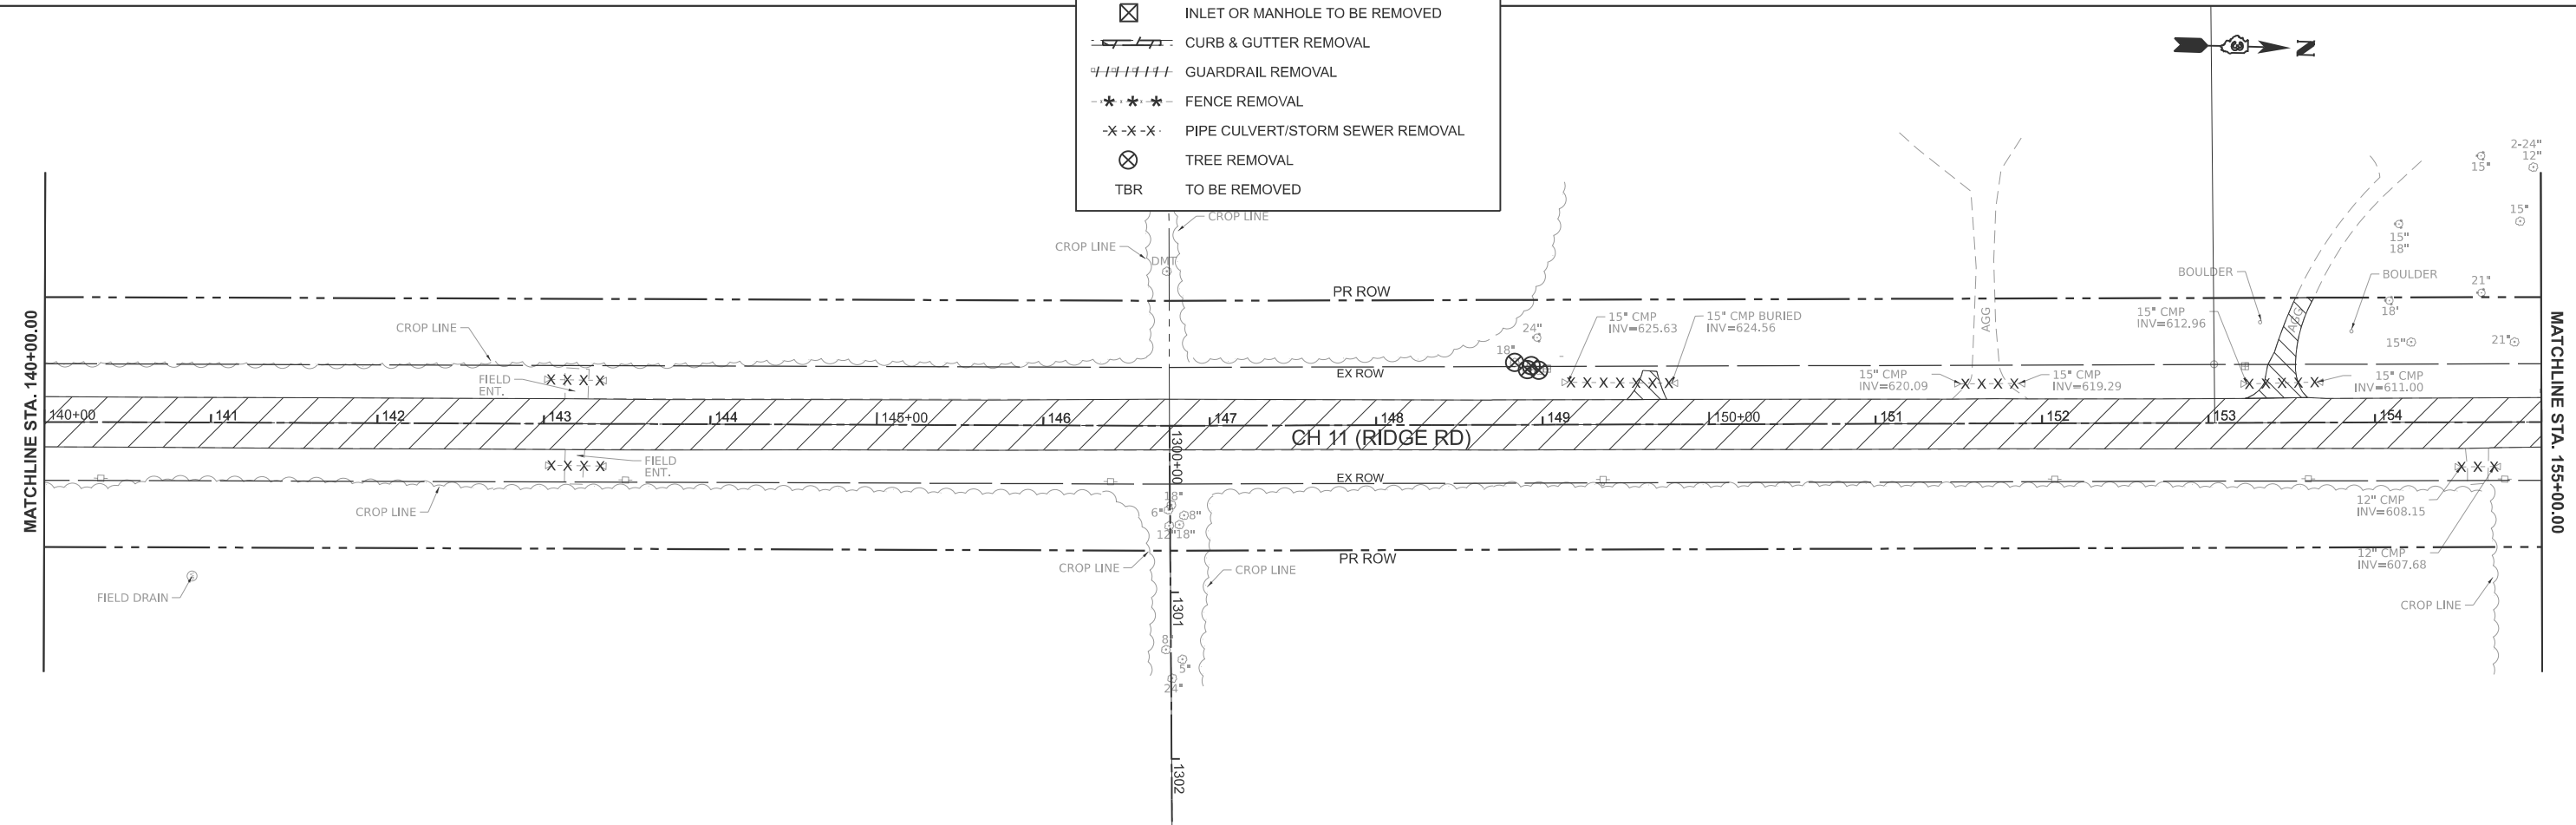 INLET OR MANHOLE TO BE REMOVED
CURB & GUTTER REMOVAL
GUARDRAIL REMOVAL
FENCE REMOVAL
PIPE CULVERT/STORM SEWER REMOVAL
TREE REMOVAL
TBR TO BE REMOVED
N
2-24"
12"
15"
15"
15"
18"
21"
18'
15"
21"
CROP LINE
CROP LINE
DMT
PR ROW
BOULDER
BOULDER
MATCHLINE STA. 140+00.00
MATCHLINE STA. 155+00.00
CROP LINE
24"
18"
15" CMP
INV=625.63
15" CMP BURIED
INV=624.56
AGG
15" CMP
INV=612.96
AGG
FIELD
ENT.
EX ROW
15" CMP
INV=620.09
15" CMP
INV=619.29
15" CMP
INV=611.00
140+00 141 142 143 144 145+00 146 147 148 149 150+00 151 152 153 154
CH 11 (RIDGE RD)
1300+00
FIELD
ENT.
EX ROW
CROP LINE
18"
6"
8"
12"
18"
12" CMP
INV=608.15
12" CMP
INV=607.68
PR ROW
CROP LINE
CROP LINE
FIELD DRAIN
CROP LINE
1301
8"
5"
24"
1302